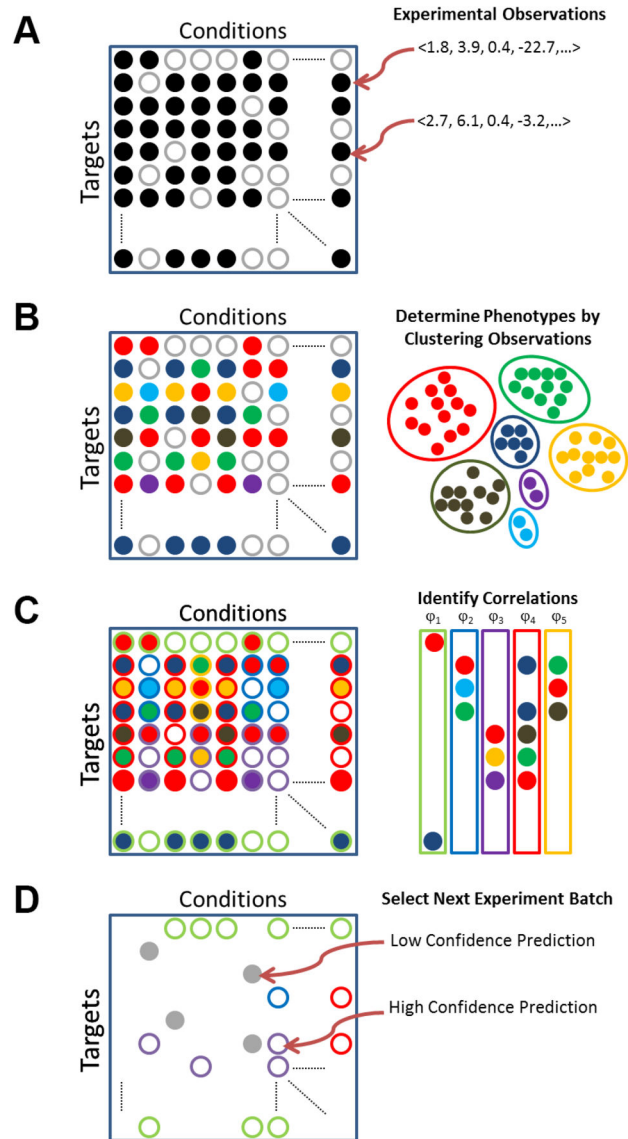 A
Conditions
Experimental Observations
<1.8, 3.9, 0.4, -22.7,...>
<2.7, 6.1, 0.4, -3.2,...>
Targets
B
Conditions
Determine Phenotypes by
Clustering Observations
Targets
C
Conditions
Identify Correlations
φ1 φ2 φ3 φ4 φ5
Targets
D
Conditions
Select Next Experiment Batch
Low Confidence Prediction
High Confidence Prediction
Targets